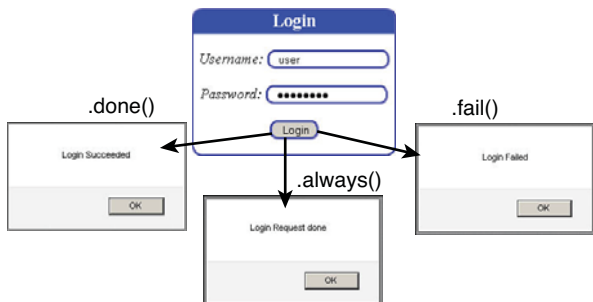 Login
Username: user
Password: ●●●●●●●●
Login
.done()
Login Succeeded
OK
.always()
Login Request done
OK
.fail()
Login Failed
OK